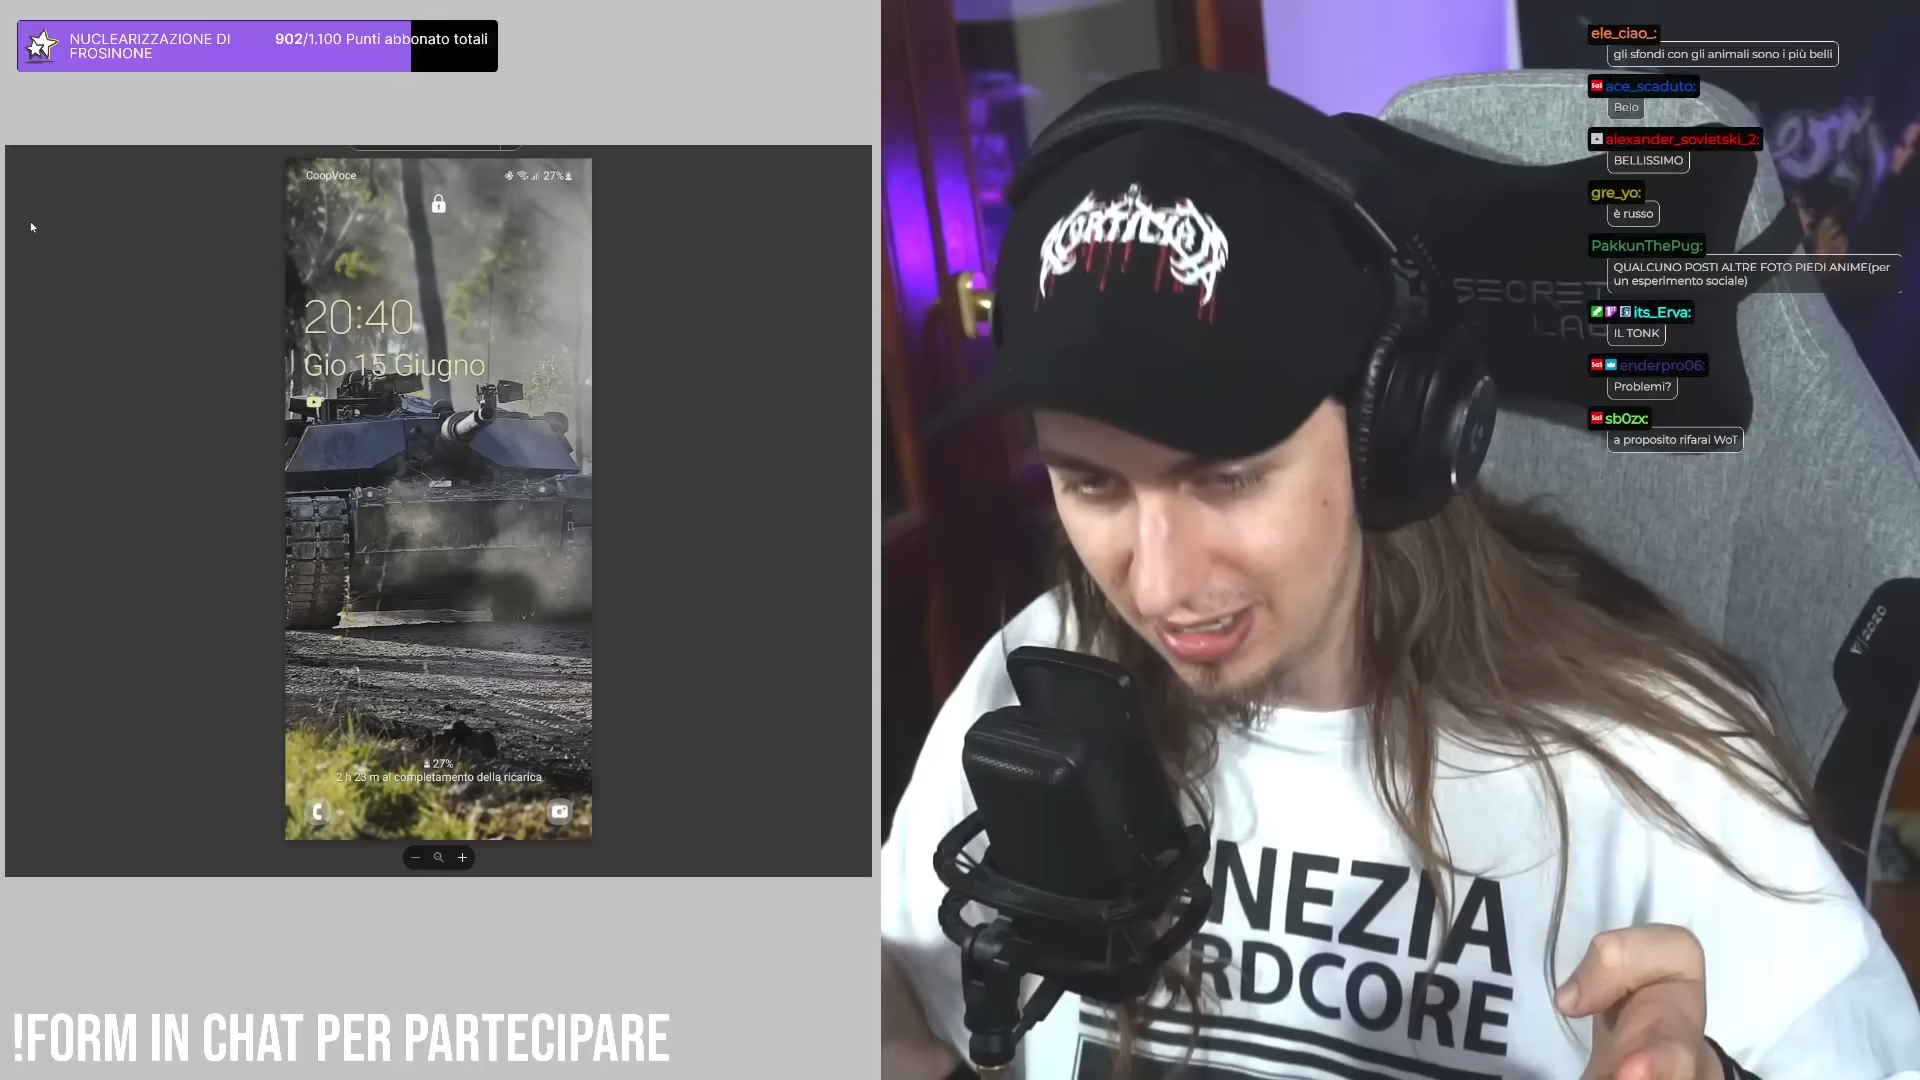 NUCLEARIZZAZIONE DI
FROSINONE
902/1.100 Punti abbonato totali
CoopVoce
27%
20:40
Gio 15 Giugno
27%
2 h 23 m al completamento della ricarica
!FORM IN CHAT PER PARTECIPARE
SECRET
LAB
NEZIA
RDCORE
ele_ciao_:
gli sfondi con gli animali sono i più belli
ace_scaduto:
Belo
alexander_sovietski_2:
BELLISSIMO
gre_yo:
è russo
PakkunThePug:
QUALCUNO POSTI ALTRE FOTO PIEDI ANIME(per
un esperimento sociale)
its_Erva:
IL TONK
enderpro06:
Problemi?
sb0zx:
a proposito rifarai WoT